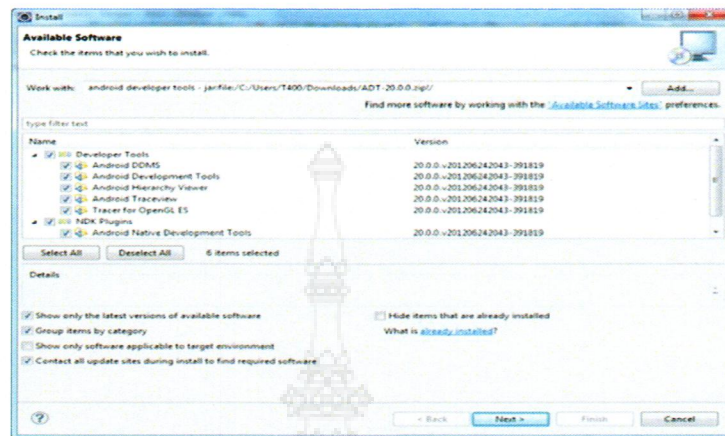 Install
Available Software
Check the items that you wish to install.
Work with: android developer tools - jar:file:/C:/Users/T400/Downloads/ADT-20.0.0.zip!/ Add...
Find more software by working with the 'Available Software Sites' preferences.
type filter text
Name Version
Developer Tools
Android DDMS 20.0.0.v201206242043-391819
Android Development Tools 20.0.0.v201206242043-391819
Android Hierarchy Viewer 20.0.0.v201206242043-391819
Android Traceview 20.0.0.v201206242043-391819
Tracer for OpenGL ES 20.0.0.v201206242043-391819
NDK Plugins
Android Native Development Tools 20.0.0.v201206242043-391819
Select All Deselect All 6 items selected
Details
Show only the latest versions of available software Hide items that are already installed
Group items by category What is already installed?
Show only software applicable to target environment
Contact all update sites during install to find required software
? < Back Next > Finish Cancel